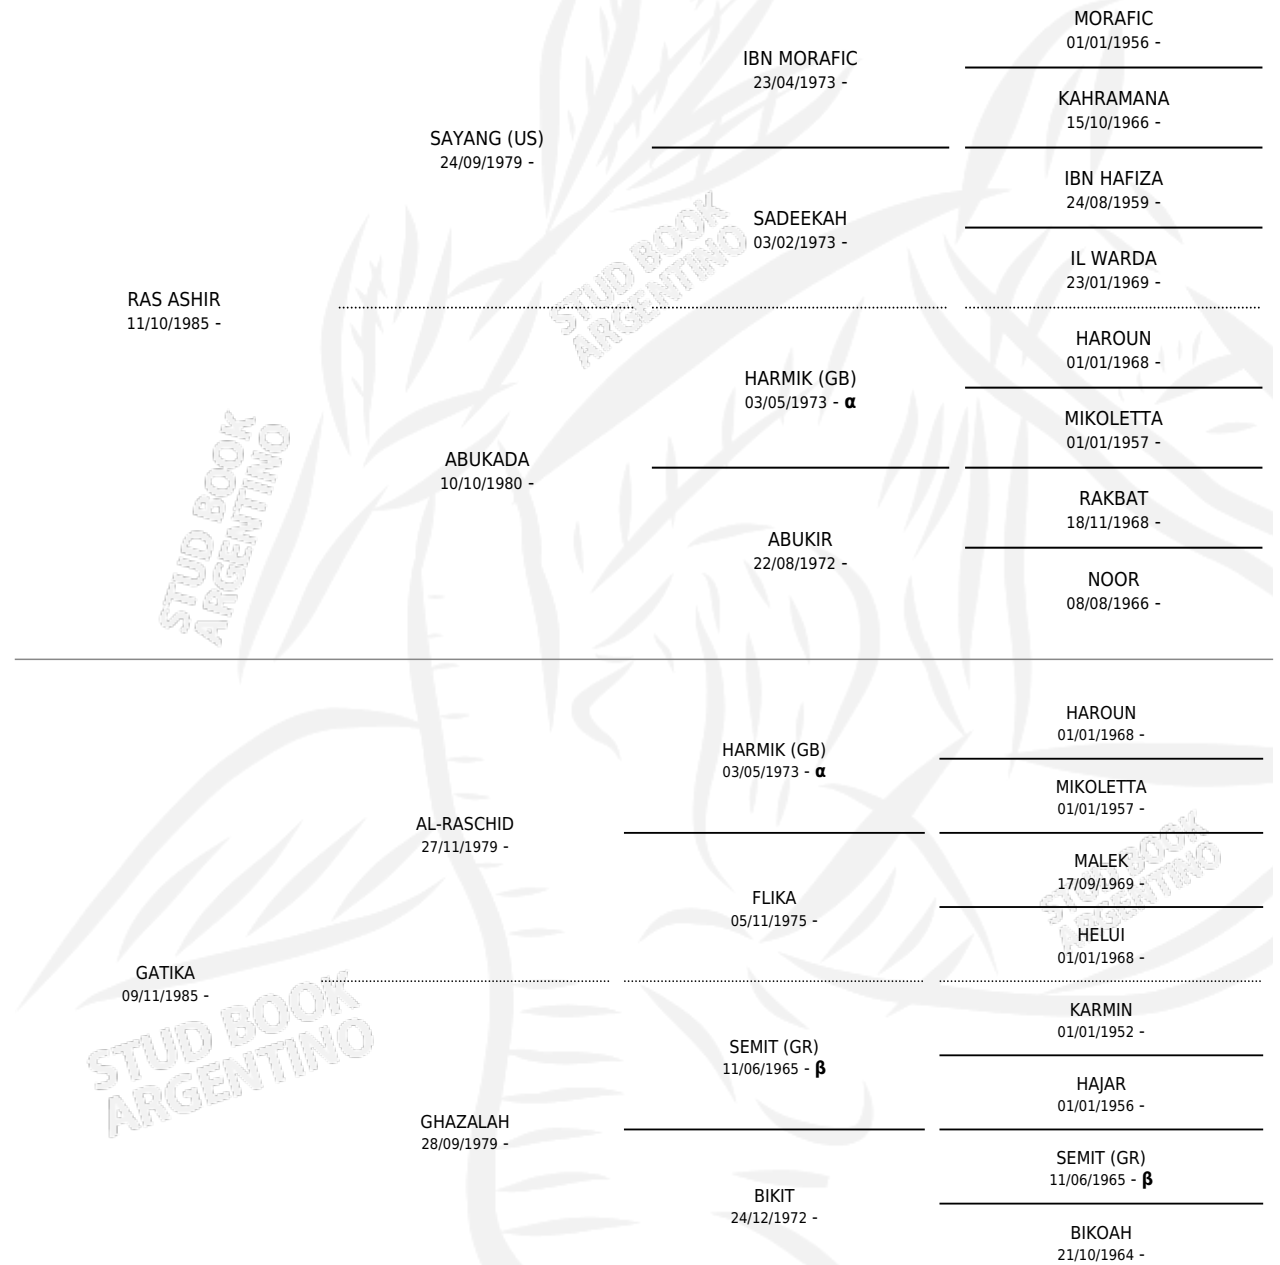 MORAFIC
01/01/1956 -
IBN MORAFIC
23/04/1973 -
KAHRAMANA
15/10/1966 -
SAYANG (US)
24/09/1979 -
IBN HAFIZA
24/08/1959 -
SADEEKAH
03/02/1973 -
IL WARDA
23/01/1969 -
RAS ASHIR
11/10/1985 -
HAROUN
01/01/1968 -
HARMIK (GB)
03/05/1973 - α
MIKOLETTA
01/01/1957 -
ABUKADA
10/10/1980 -
RAKBAT
18/11/1968 -
ABUKIR
22/08/1972 -
NOOR
08/08/1966 -
HAROUN
01/01/1968 -
HARMIK (GB)
03/05/1973 - α
MIKOLETTA
01/01/1957 -
AL-RASCHID
27/11/1979 -
MALEK
17/09/1969 -
FLIKA
05/11/1975 -
HELUI
01/01/1968 -
GATIKA
09/11/1985 -
KARMIN
01/01/1952 -
SEMIT (GR)
11/06/1965 - β
HAJAR
01/01/1956 -
GHAZALAH
28/09/1979 -
SEMIT (GR)
11/06/1965 - β
BIKIT
24/12/1972 -
BIKOAH
21/10/1964 -
STUD BOOK
ARGENTINO
STUD BOOK
ARGENTINO
STUD BOOK
ARGENTINO
STUD BOOK
ARGENTINO